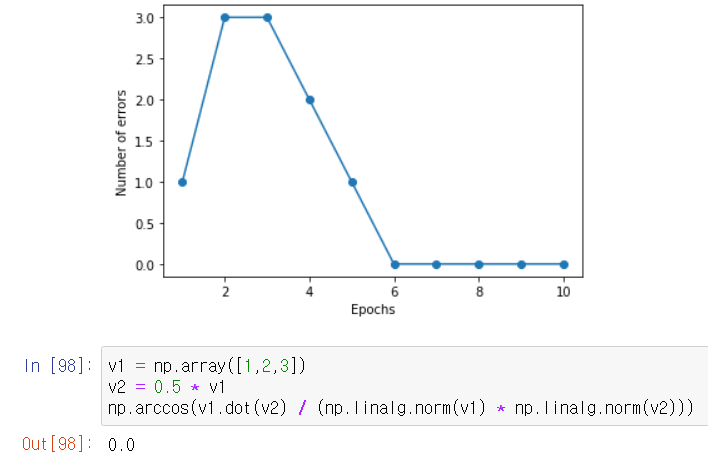 3.0
2.5
2.0
1.5
1.0
0.5
0.0
Number of errors
2 4 6 8 10
Epochs
In [98]: v1 = np.array([1,2,3])
v2 = 0.5 * v1
np.arccos(v1.dot(v2) / (np.linalg.norm(v1) * np.linalg.norm(v2)))
Out[98]: 0.0